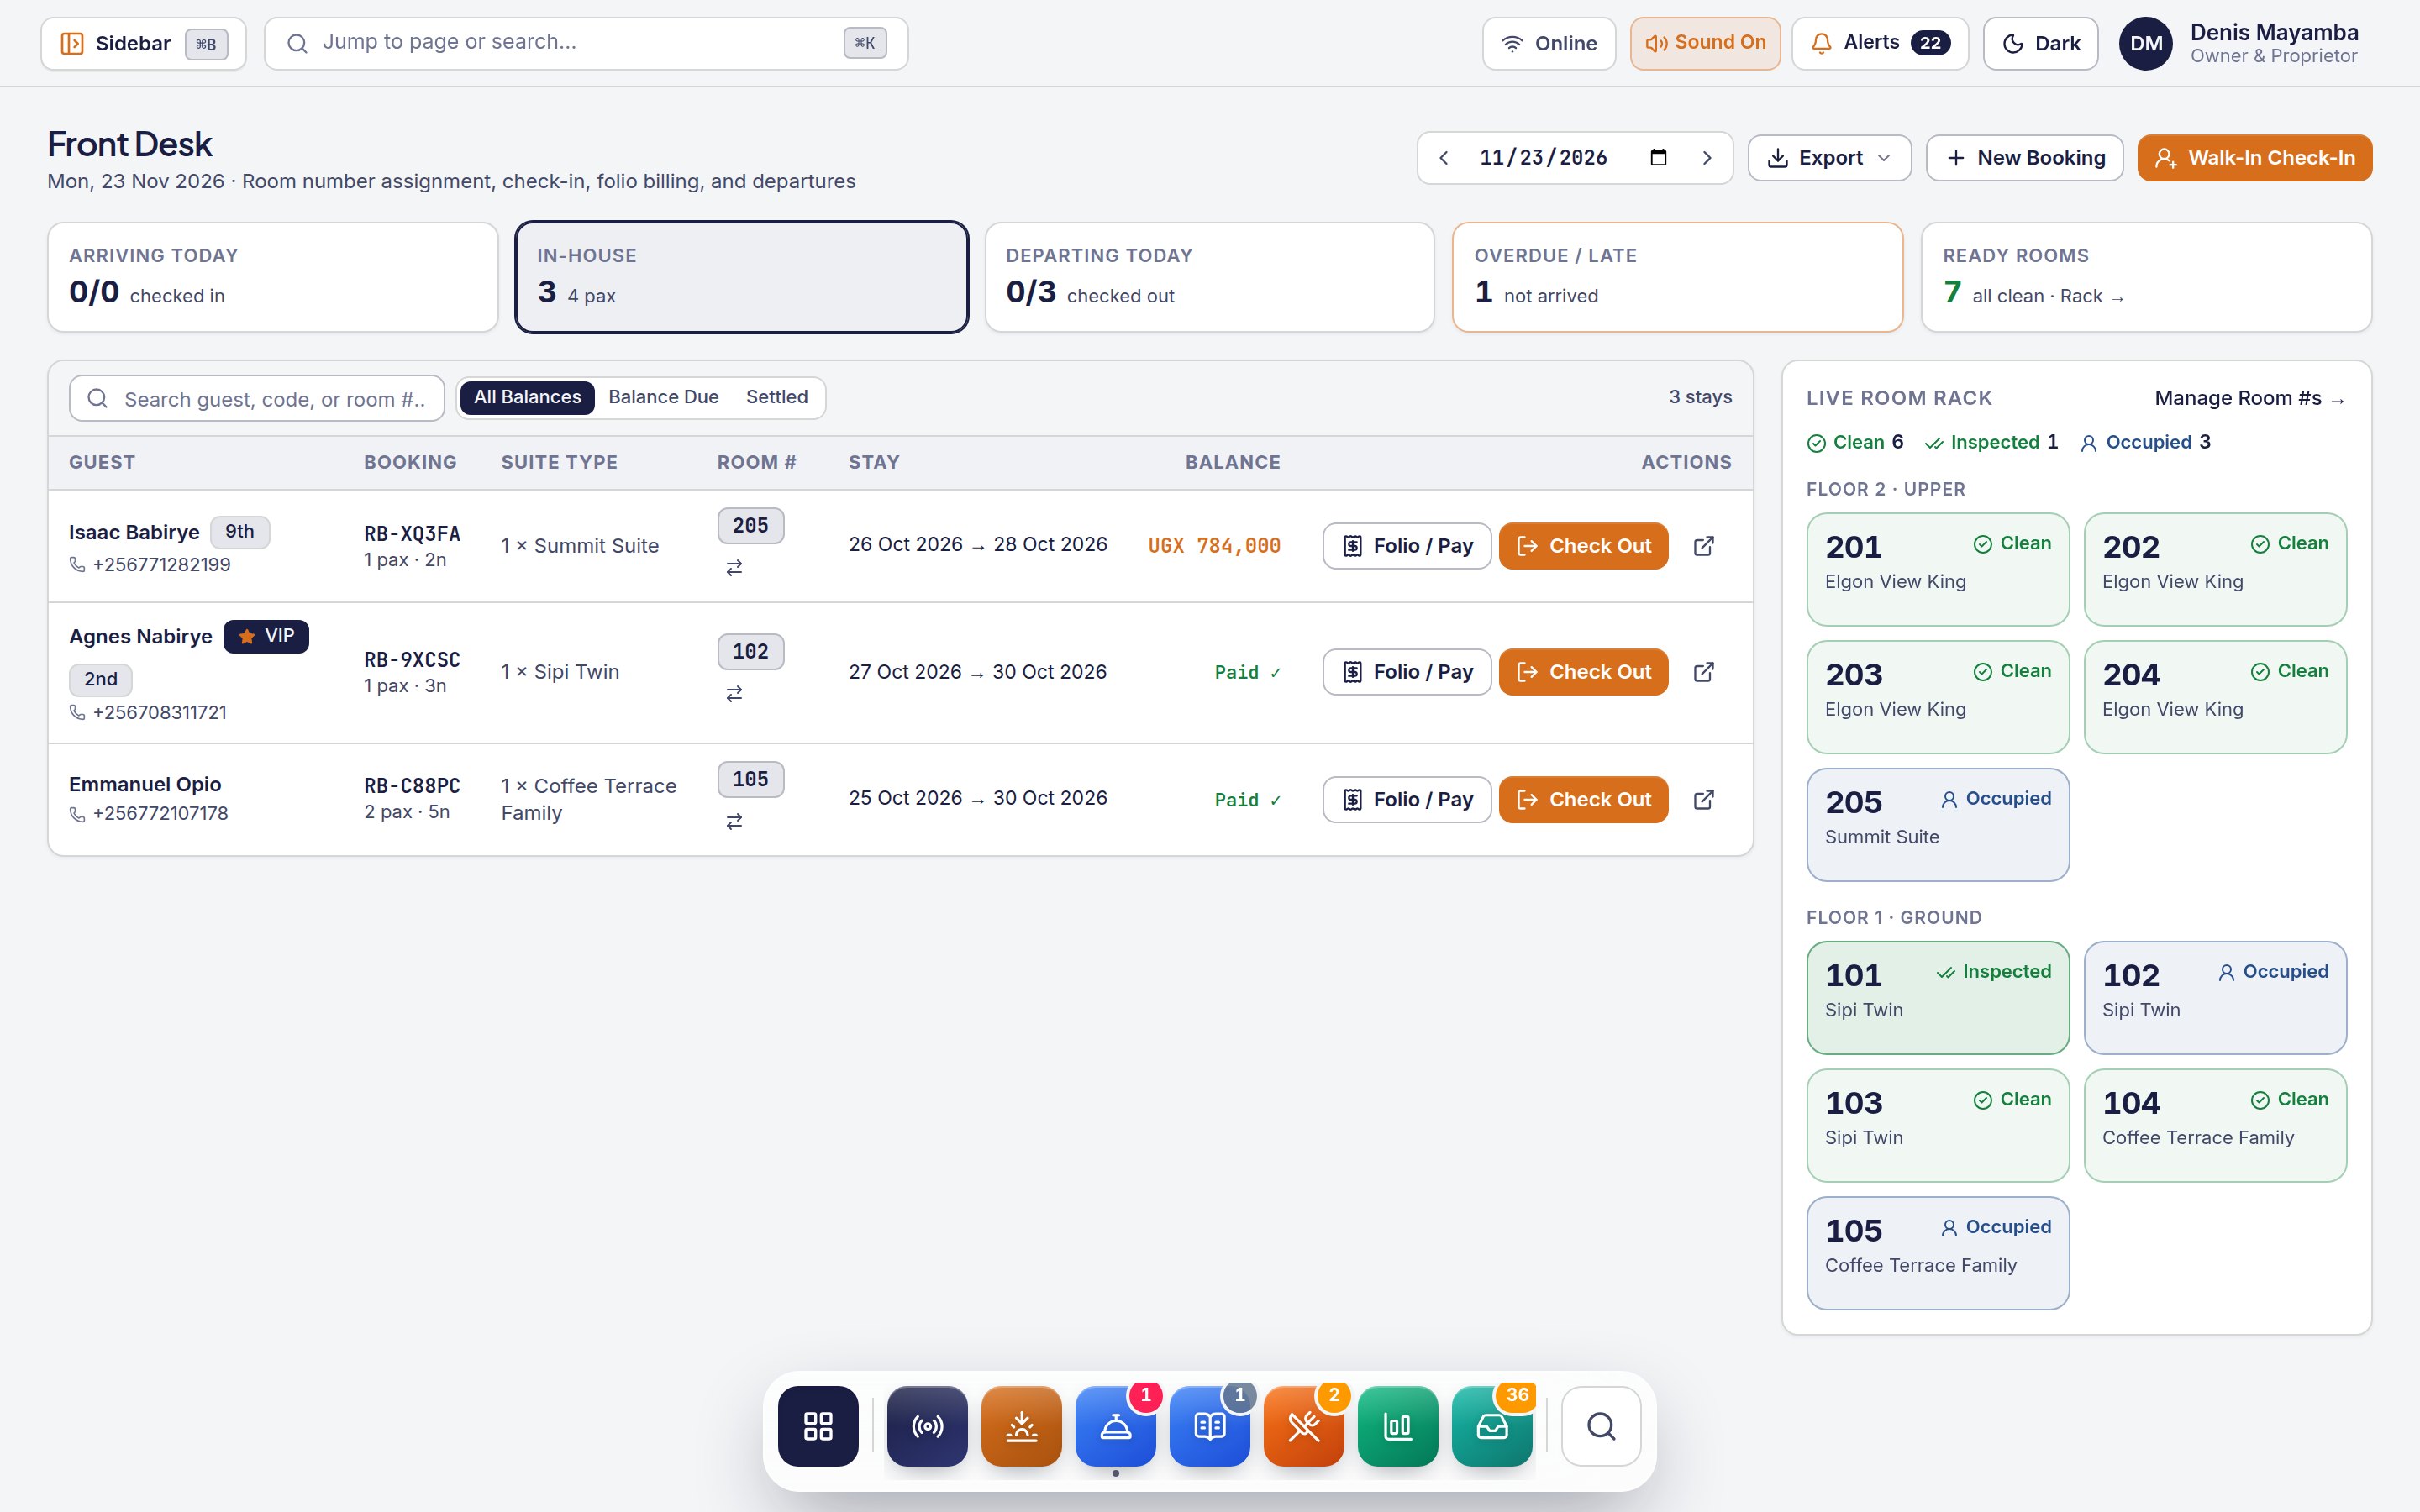 Sidebar ⌘B
Jump to page or search... ⌘K
Online
Sound On
Alerts 22
Dark
DM
Denis Mayamba
Owner & Proprietor
Front Desk
Mon, 23 Nov 2026 · Room number assignment, check-in, folio billing, and departures
11/23/2026
Export
New Booking
Walk-In Check-In
ARRIVING TODAY
0/0 checked in
IN-HOUSE
3 4 pax
DEPARTING TODAY
0/3 checked out
OVERDUE / LATE
1 not arrived
READY ROOMS
7 all clean · Rack →
Search guest, code, or room #..
All Balances Balance Due Settled
3 stays
GUEST BOOKING SUITE TYPE ROOM # STAY BALANCE ACTIONS
Isaac Babirye 9th
+256771282199
RB-XQ3FA
1 pax · 2n
1 × Summit Suite
205
26 Oct 2026 → 28 Oct 2026
UGX 784,000
Folio / Pay
Check Out
Agnes Nabirye VIP
2nd
+256708311721
RB-9XCSC
1 pax · 3n
1 × Sipi Twin
102
27 Oct 2026 → 30 Oct 2026
Paid ✓
Folio / Pay
Check Out
Emmanuel Opio
+256772107178
RB-C88PC
2 pax · 5n
1 × Coffee Terrace
Family
105
25 Oct 2026 → 30 Oct 2026
Paid ✓
Folio / Pay
Check Out
LIVE ROOM RACK
Manage Room #s →
Clean 6 Inspected 1 Occupied 3
FLOOR 2 · UPPER
201 Clean
Elgon View King
202 Clean
Elgon View King
203 Clean
Elgon View King
204 Clean
Elgon View King
205 Occupied
Summit Suite
FLOOR 1 · GROUND
101 Inspected
Sipi Twin
102 Occupied
Sipi Twin
103 Clean
Sipi Twin
104 Clean
Coffee Terrace Family
105 Occupied
Coffee Terrace Family
1
1
2
36